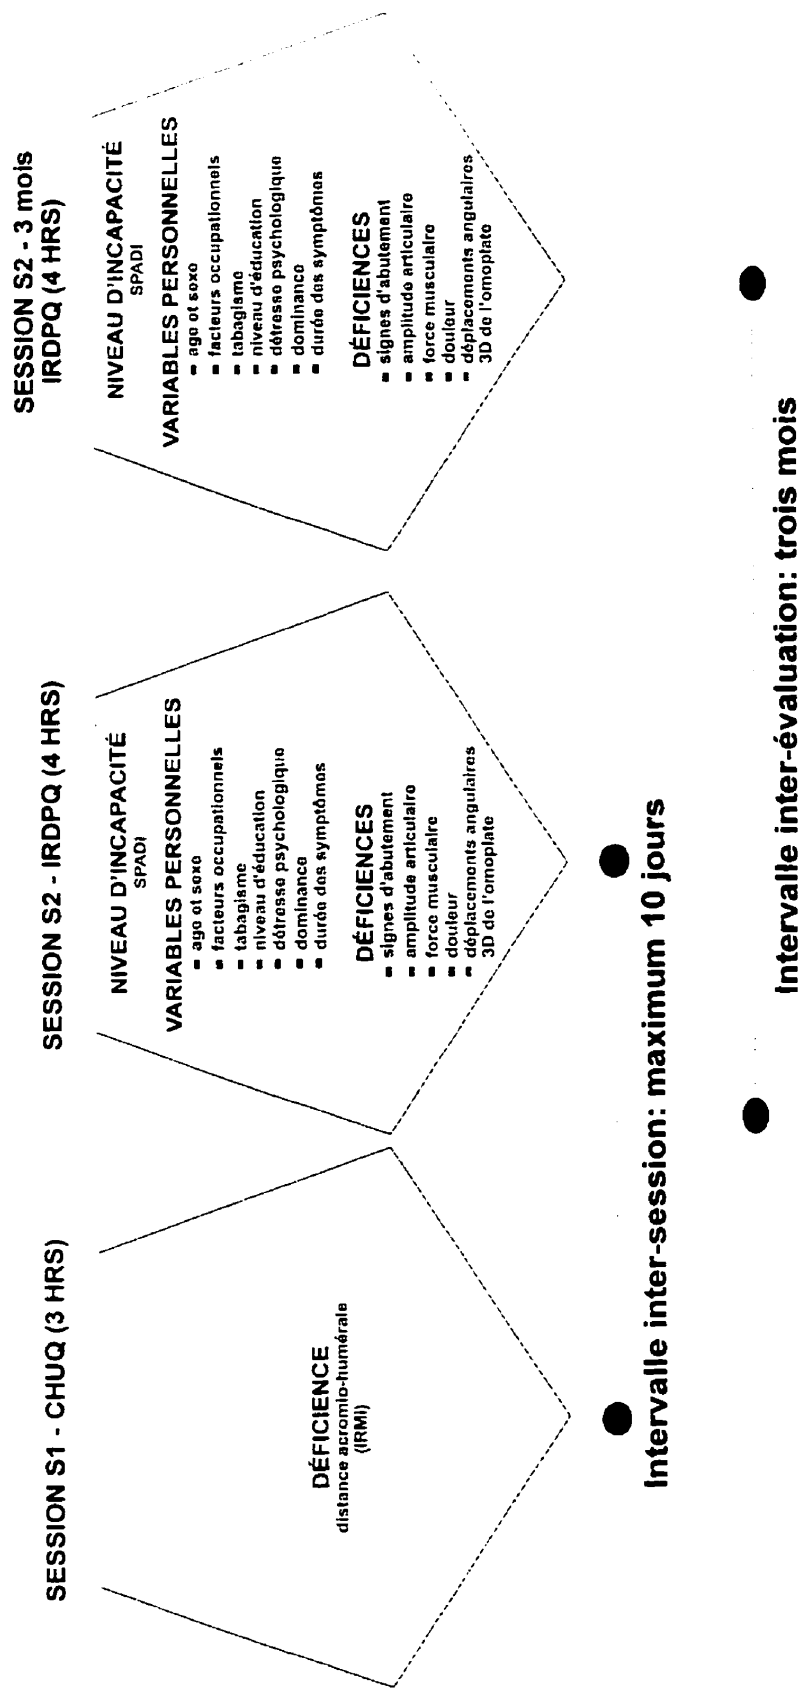 SESSION S1 - CHUQ (3 HRS)
DÉFICIENCE
distance acromio-humérale
(IRMI)
SESSION S2 - IRDPQ (4 HRS)
NIVEAU D'INCAPACITÉ
SPADI
VARIABLES PERSONNELLES
- age et sexe
- facteurs occupationnels
- tabagisme
- niveau d'éducation
- détresse psychologique
- dominance
- durée des symptômes
DÉFICIENCES
- signes d'abutement
- amplitude articulaire
- force musculaire
- douleur
- déplacements angulaires
3D de l'omoplate
SESSION S2 - 3 mois
IRDPQ (4 HRS)
NIVEAU D'INCAPACITÉ
SPADI
VARIABLES PERSONNELLES
- age et sexe
- facteurs occupationnels
- tabagisme
- niveau d'éducation
- détresse psychologique
- dominance
- durée des symptômes
DÉFICIENCES
- signes d'abutement
- amplitude articulaire
- force musculaire
- douleur
- déplacements angulaires
3D de l'omoplate
Intervalle inter-session: maximum 10 jours
Intervalle inter-évaluation: trois mois